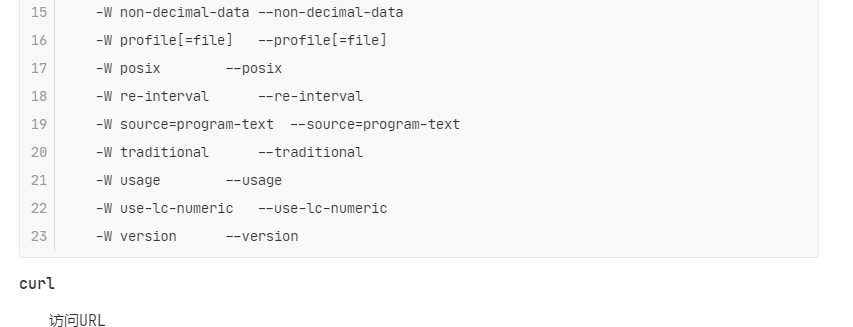 15 -W non-decimal-data --non-decimal-data
16 -W profile[=file] --profile[=file]
17 -W posix --posix
18 -W re-interval --re-interval
19 -W source=program-text --source=program-text
20 -W traditional --traditional
21 -W usage --usage
22 -W use-lc-numeric --use-lc-numeric
23 -W version --version
curl
访问URL